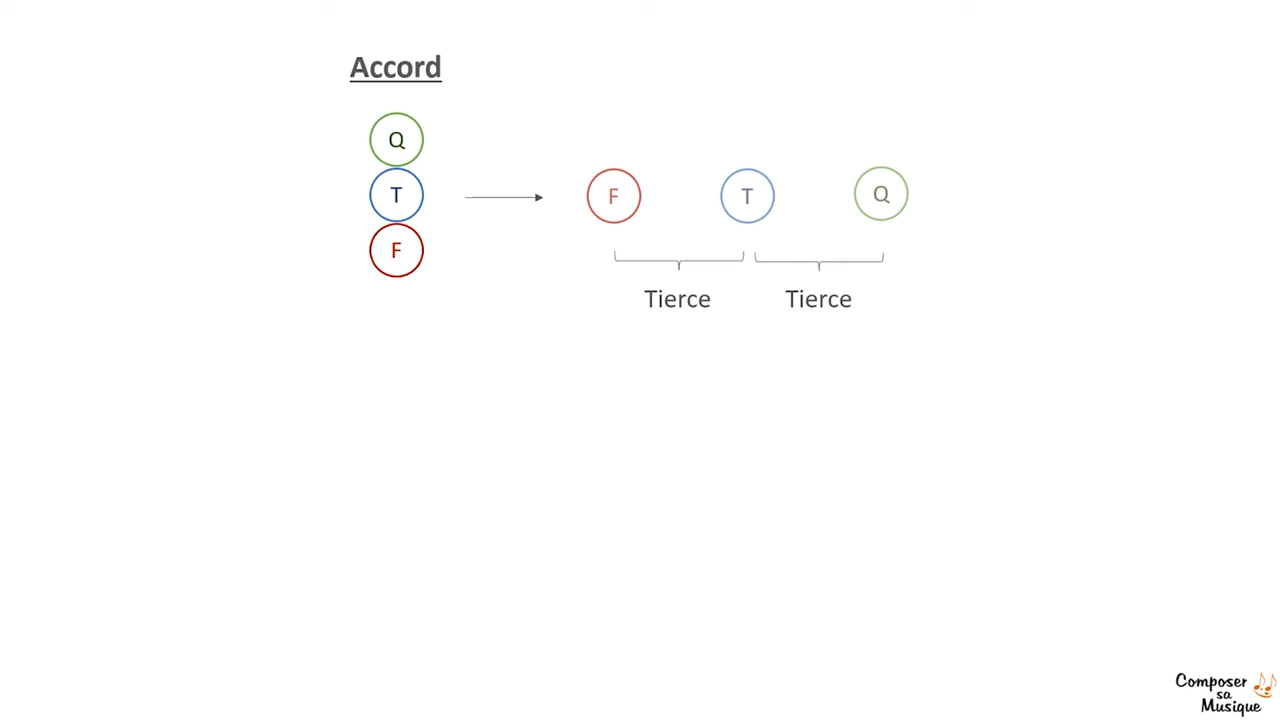 Accord
Q
T
F
F T Q
Tierce Tierce
Composer
sa
Musique